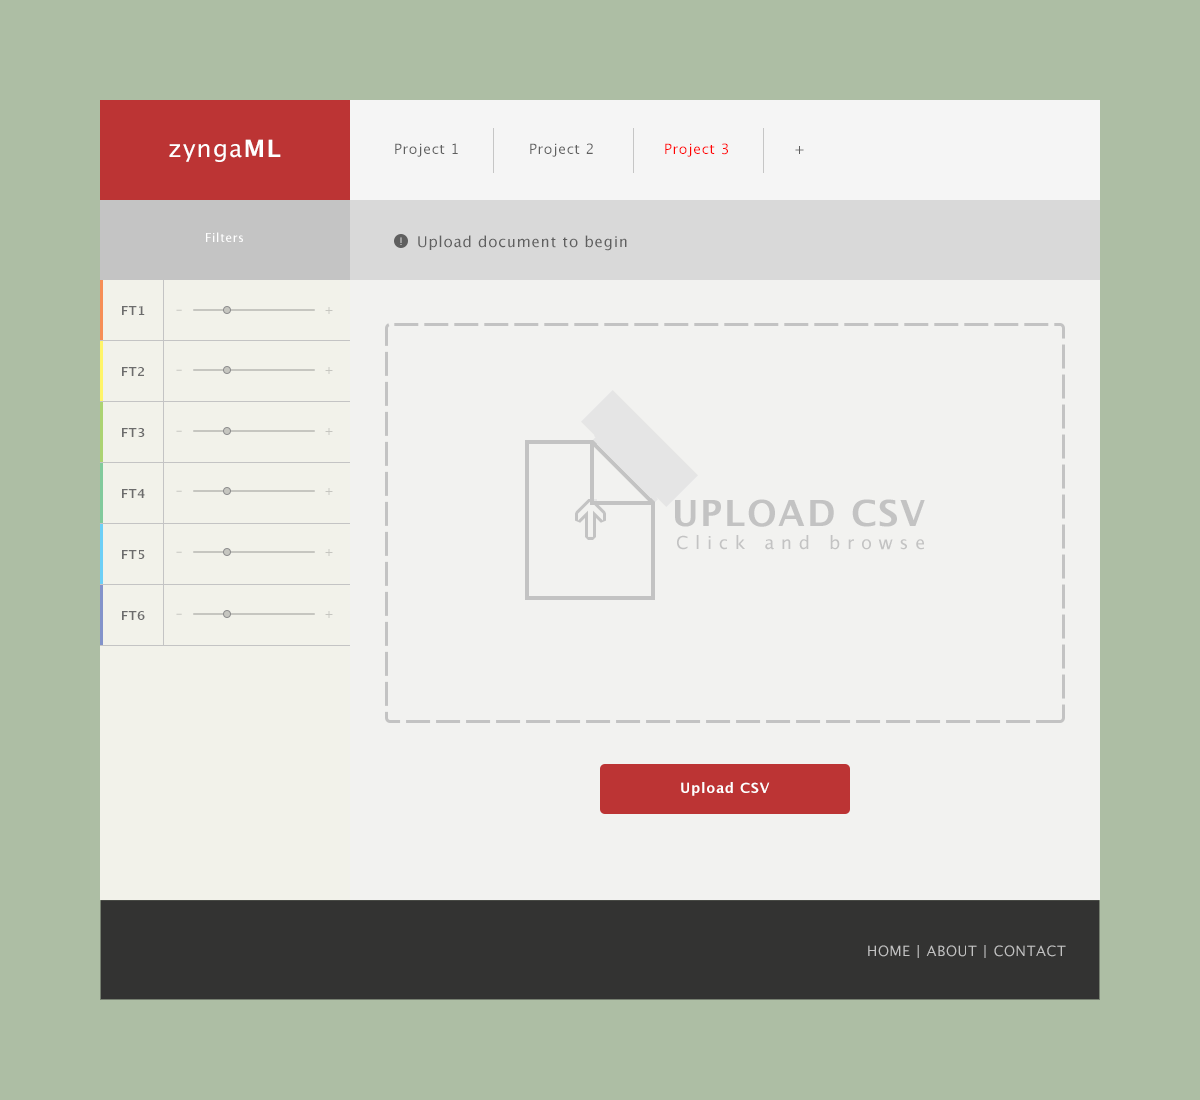 zyngaML
Project 1
Project 2
Project 3
+
Filters
! Upload document to begin
FT1 - +
FT2 - +
FT3 - +
FT4 - +
FT5 - +
FT6 - +
UPLOAD CSV
Click and browse
Upload CSV
HOME | ABOUT | CONTACT